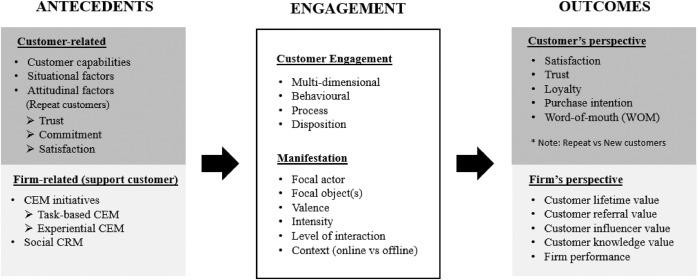 ANTECEDENTS
Customer-related
• Customer capabilities
• Situational factors
• Attitudinal factors
(Repeat customers)
➤ Trust
➤ Commitment
➤ Satisfaction
Firm-related (support customer)
• CEM initiatives
➤ Task-based CEM
➤ Experiential CEM
• Social CRM
ENGAGEMENT
Customer Engagement
• Multi-dimensional
• Behavioural
• Process
• Disposition
Manifestation
• Focal actor
• Focal object(s)
• Valence
• Intensity
• Level of interaction
• Context (online vs offline)
OUTCOMES
Customer's perspective
• Satisfaction
• Trust
• Loyalty
• Purchase intention
• Word-of-mouth (WOM)
* Note: Repeat vs New customers
Firm's perspective
• Customer lifetime value
• Customer referral value
• Customer influencer value
• Customer knowledge value
• Firm performance